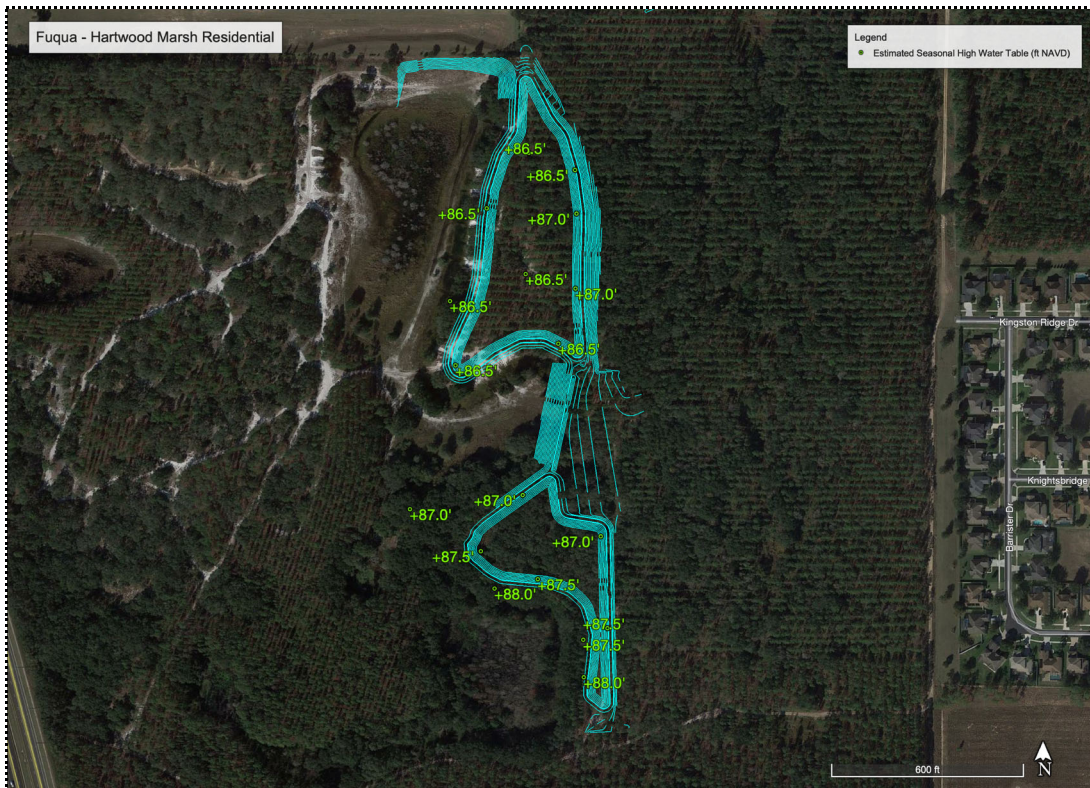 Fuqua - Hartwood Marsh Residential
Legend
Estimated Seasonal High Water Table (ft NAVD)
+86.5'
+86.5'
+86.5'
+87.0'
+86.5'
+87.0'
+86.5'
+86.5'
+86.5'
Kingston Ridge Dr
+87.0'
+87.0'
Knightsbridge
+87.0'
Barrister Dr
+87.5'
+87.5'
+88.0'
+87.5'
+87.5'
+88.0'
600 ft
N